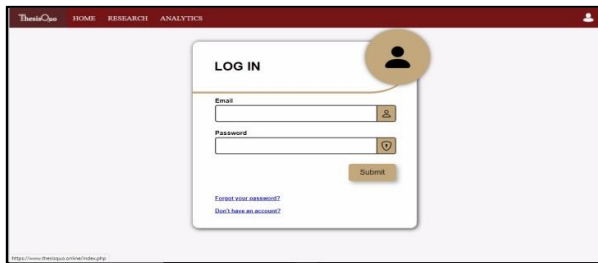 ThesisQuo HOME RESEARCH ANALYTICS
LOG IN
Email
Password
Submit
Forgot your password?
Don't have an account?
https://www.thesisquo.online/index.php